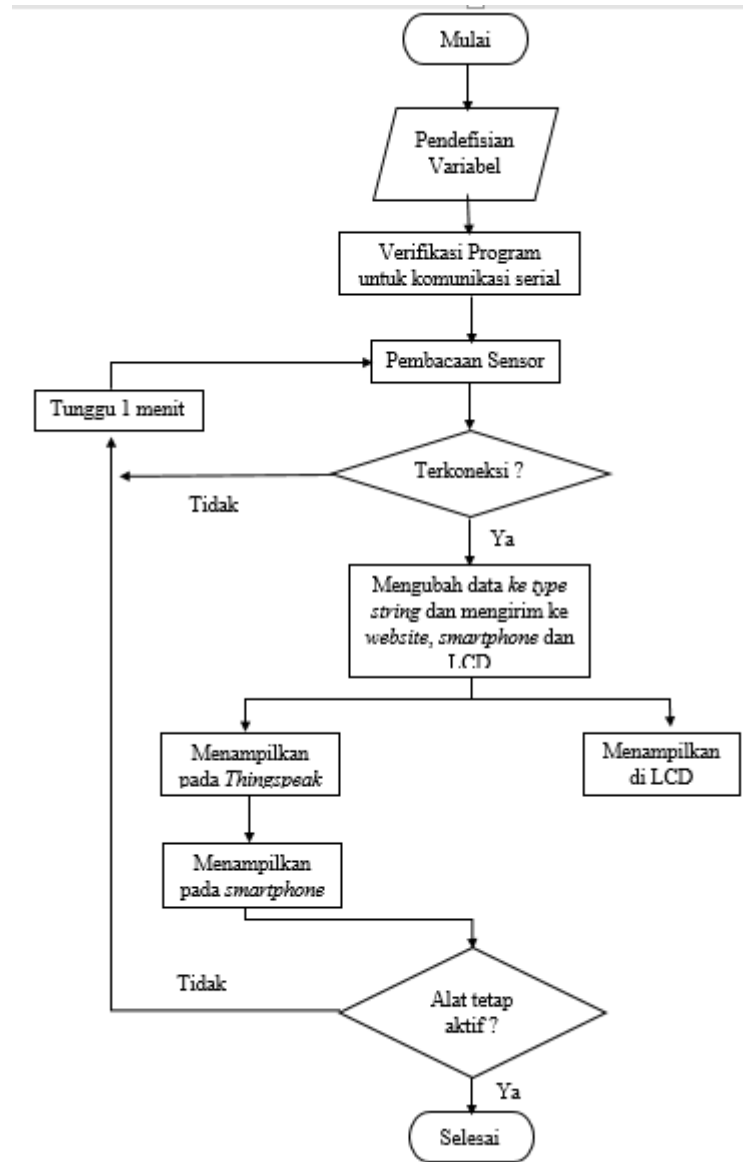 Mulai
Pendefisian
Variabel
Verifikasi Program
untuk komunikasi serial
Pembacaan Sensor
Tunggu 1 menit
Terkoneksi ?
Tidak
Ya
Mengubah data ke type
string dan mengirim ke
website, smartphone dan
LCD
Menampilkan
pada Thingspeak
Menampilkan
di LCD
Menampilkan
pada smartphone
Tidak
Alat tetap
aktif ?
Ya
Selesai